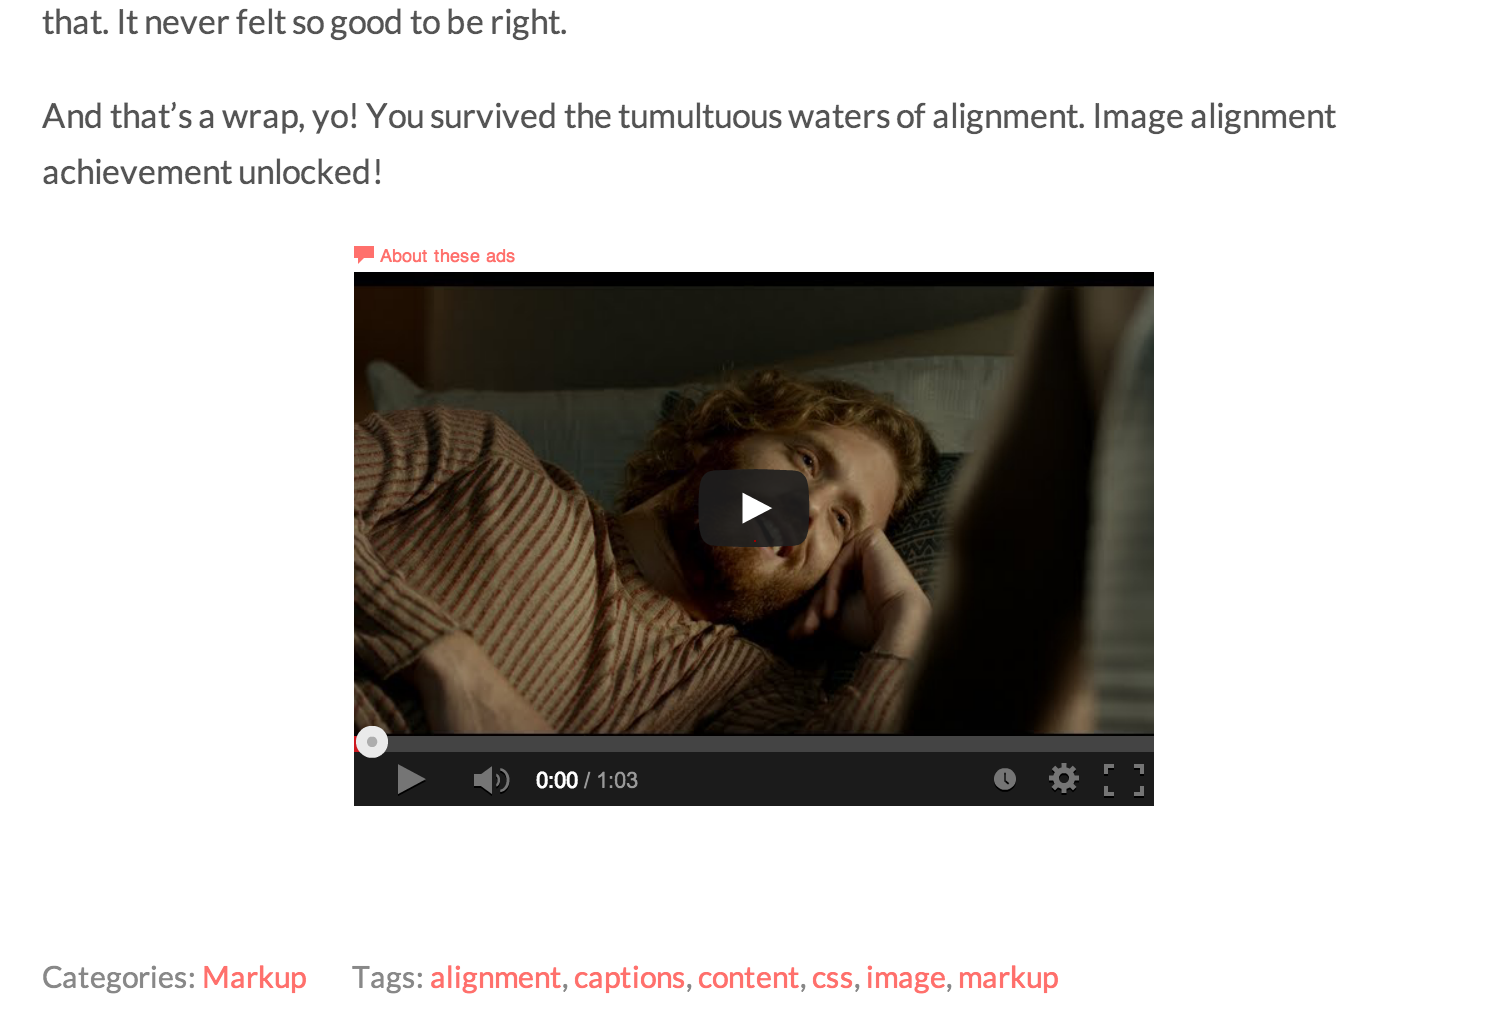 that. It never felt so good to be right.
And that’s a wrap, yo! You survived the tumultuous waters of alignment. Image alignment
achievement unlocked!
About these ads
0:00 / 1:03
Categories: Markup Tags: alignment, captions, content, css, image, markup